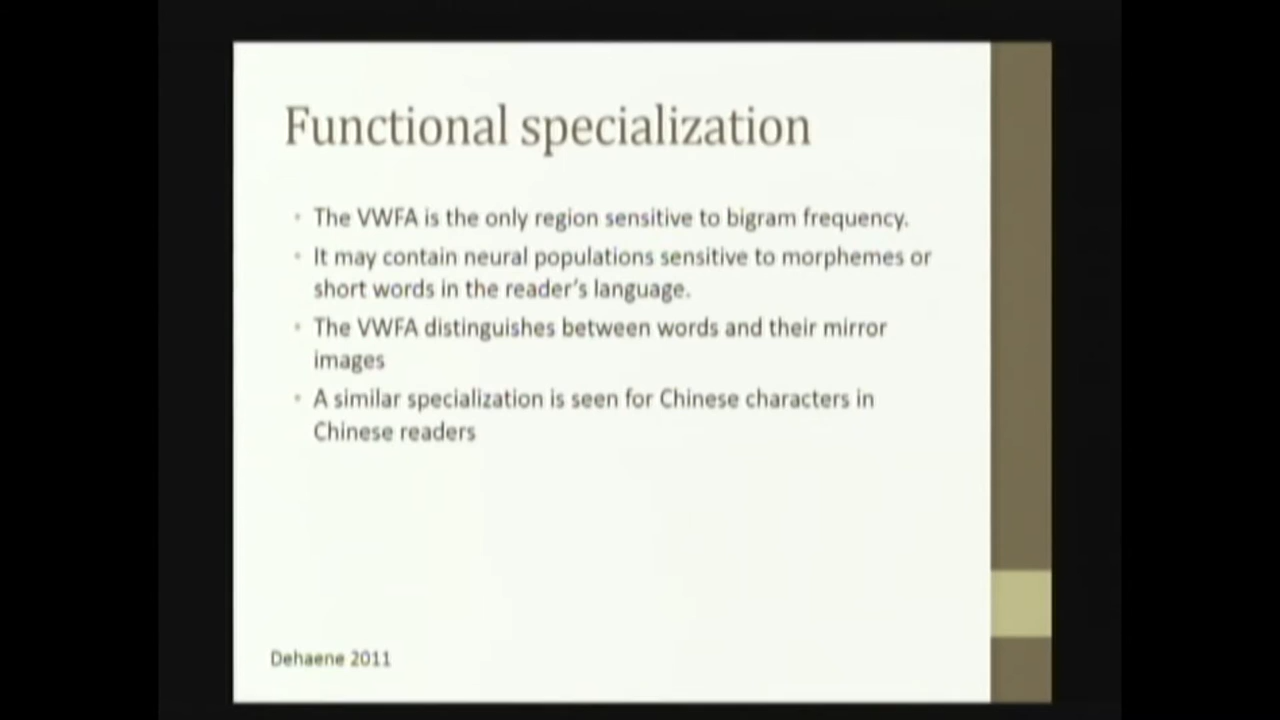 Functional specialization
• The VWFA is the only region sensitive to bigram frequency.
• It may contain neural populations sensitive to morphemes or
short words in the reader's language.
• The VWFA distinguishes between words and their mirror
images
• A similar specialization is seen for Chinese characters in
Chinese readers
Dehaene 2011